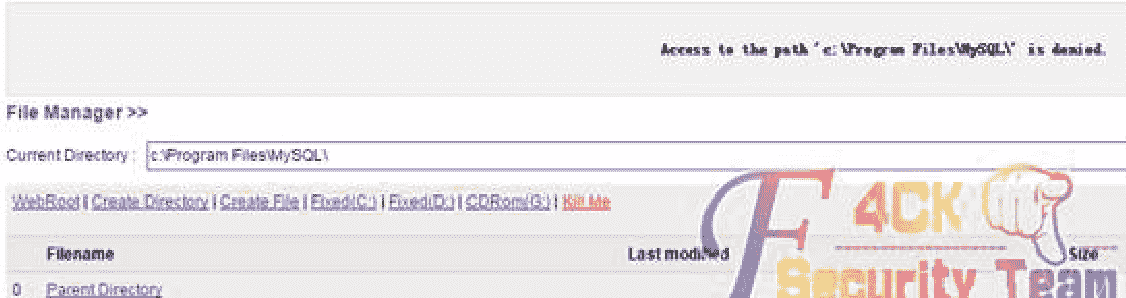 Access to the path 'c:\Program Files\MySQL\' is denied.
File Manager >>
Current Directory : c:\Program Files\MySQL\
WebRoot | Create Directory | Create File | Fixed(C:) | Fixed(D:) | CDRom(G:) | Kill Me
Filename Last modified Size
0 Parent Directory
F4CK
Security Team